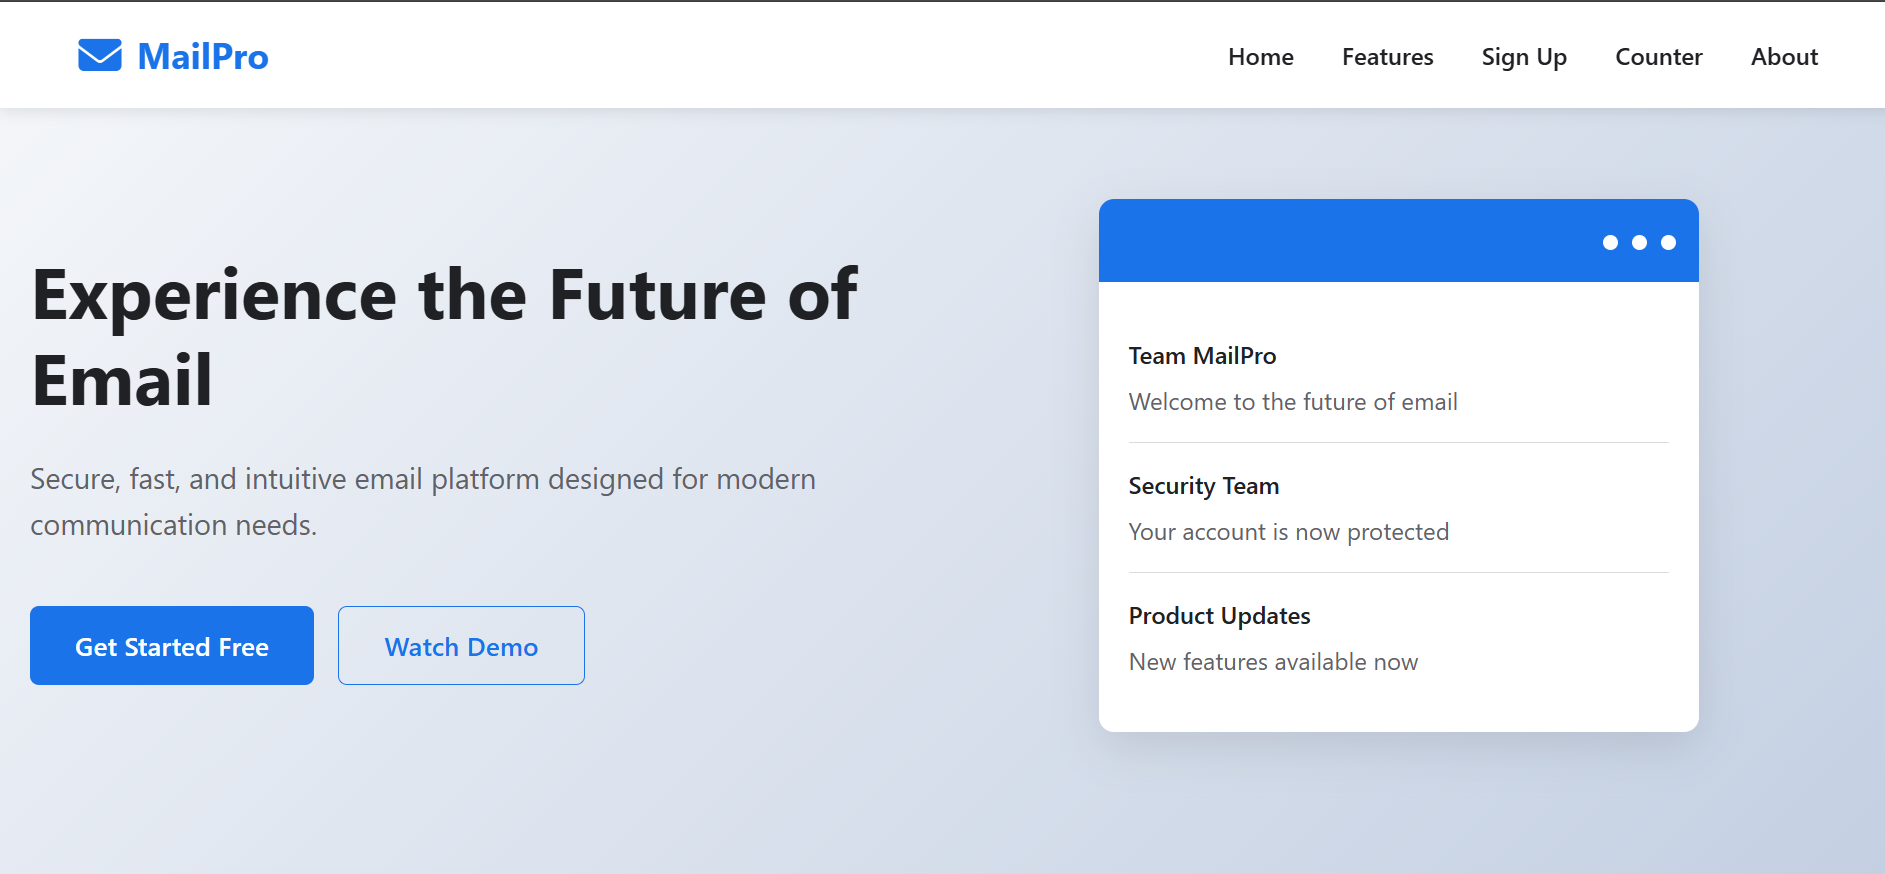 MailPro
Home
Features
Sign Up
Counter
About
Experience the Future of
Email
Secure, fast, and intuitive email platform designed for modern
communication needs.
Get Started Free
Watch Demo
Team MailPro
Welcome to the future of email
Security Team
Your account is now protected
Product Updates
New features available now